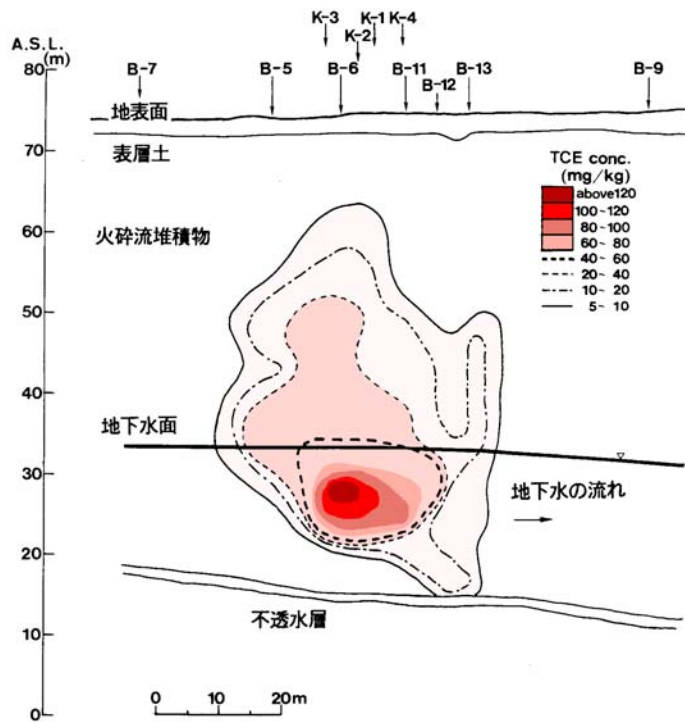 K-3
K-1
K-4
K-2
A.S.L.
(m)
B-7
B-5
B-6
B-11
B-12
B-13
B-9
80
70
60
50
40
30
20
10
0
地表面
表層土
火砕流堆積物
地下水面
地下水の流れ
不透水層
TCE conc.
(mg/kg)
above120
100~120
80~100
60~80
40~60
20~40
10~20
5~10
0
20m